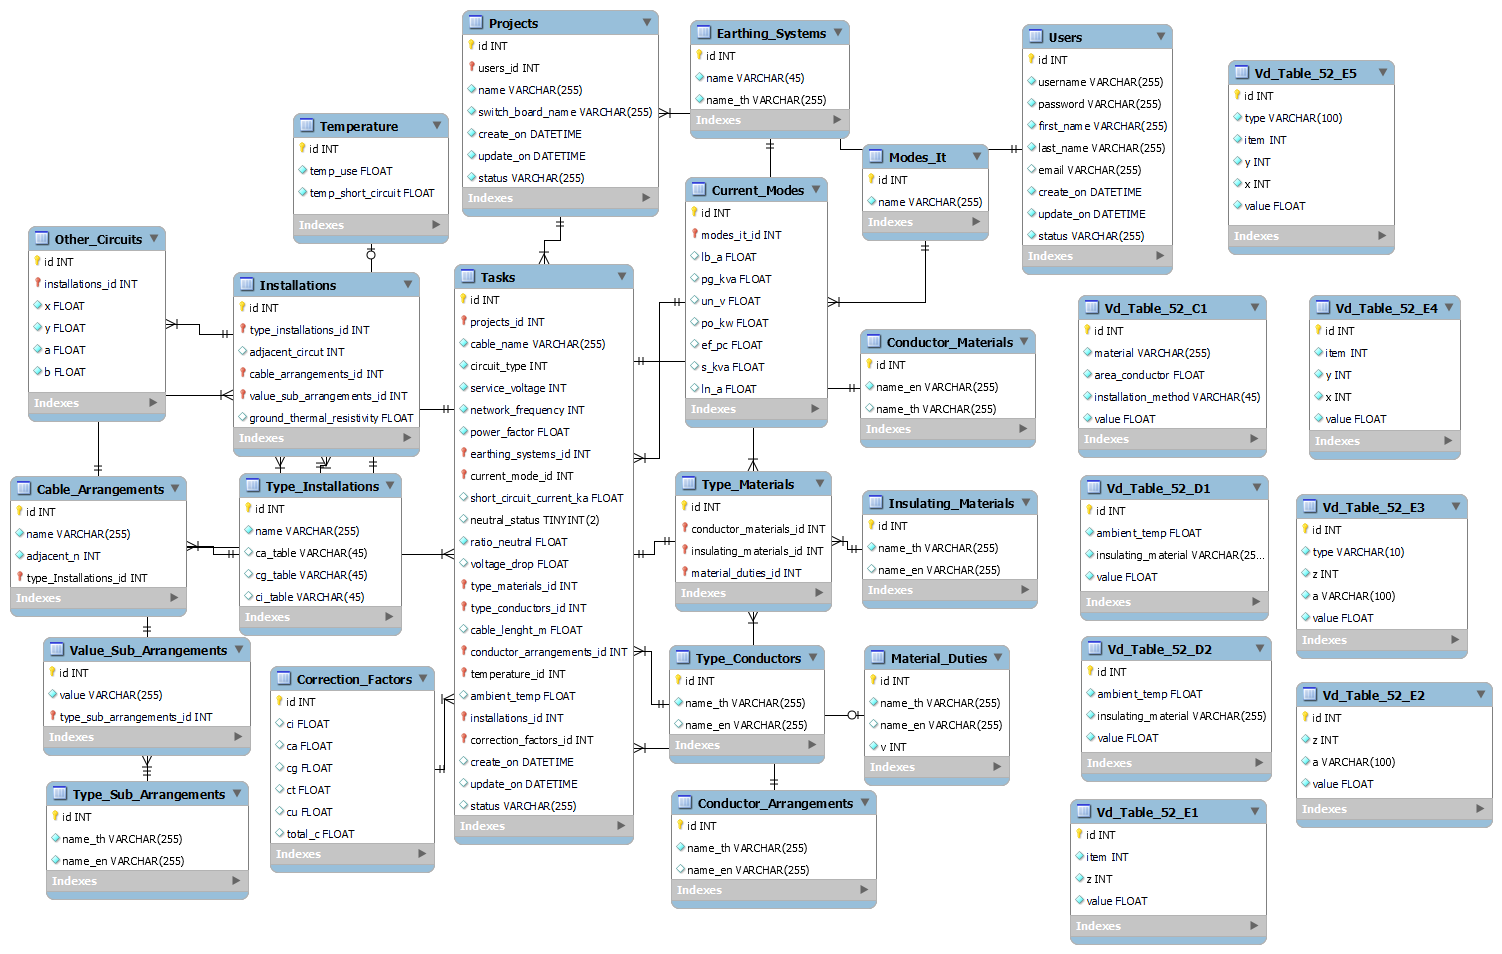 Projects
id INT
users_id INT
name VARCHAR(255)
switch_board_name VARCHAR(255)
create_on DATETIME
update_on DATETIME
status VARCHAR(255)
Indexes
Earthing_Systems
id INT
name VARCHAR(45)
name_th VARCHAR(255)
Indexes
Users
id INT
username VARCHAR(255)
password VARCHAR(255)
first_name VARCHAR(255)
last_name VARCHAR(255)
email VARCHAR(255)
create_on DATETIME
update_on DATETIME
status VARCHAR(255)
Indexes
Vd_Table_52_E5
id INT
type VARCHAR(100)
item INT
y INT
x INT
value FLOAT
Indexes
Temperature
id INT
temp_use FLOAT
temp_short_circuit FLOAT
Indexes
Modes_It
id INT
name VARCHAR(255)
Indexes
Current_Modes
id INT
modes_it_id INT
lb_a FLOAT
pg_kva FLOAT
un_v FLOAT
po_kw FLOAT
ef_pc FLOAT
s_kva FLOAT
ln_a FLOAT
Indexes
Other_Circuits
id INT
installations_id INT
x FLOAT
y FLOAT
a FLOAT
b FLOAT
Indexes
Installations
id INT
type_installations_id INT
adjacent_circut INT
cable_arrangements_id INT
value_sub_arrangements_id INT
ground_thermal_resistivity FLOAT
Indexes
Tasks
id INT
projects_id INT
cable_name VARCHAR(255)
circuit_type INT
service_voltage INT
network_frequency INT
power_factor FLOAT
earthing_systems_id INT
current_mode_id INT
short_circuit_current_ka FLOAT
neutral_status TINYINT(2)
ratio_neutral FLOAT
voltage_drop FLOAT
type_materials_id INT
type_conductors_id INT
cable_lenght_m FLOAT
conductor_arrangements_id INT
temperature_id INT
ambient_temp FLOAT
installations_id INT
correction_factors_id INT
create_on DATETIME
update_on DATETIME
status VARCHAR(255)
Indexes
Conductor_Materials
id INT
name_en VARCHAR(255)
name_th VARCHAR(255)
Indexes
Vd_Table_52_C1
id INT
material VARCHAR(255)
area_conductor FLOAT
installation_method VARCHAR(45)
value FLOAT
Indexes
Vd_Table_52_E4
id INT
item INT
y INT
x INT
value FLOAT
Indexes
Cable_Arrangements
id INT
name VARCHAR(255)
adjacent_n INT
type_Installations_id INT
Indexes
Type_Installations
id INT
name VARCHAR(255)
ca_table VARCHAR(45)
cg_table VARCHAR(45)
ci_table VARCHAR(45)
Indexes
Type_Materials
id INT
conductor_materials_id INT
insulating_materials_id INT
material_duties_id INT
Indexes
Insulating_Materials
id INT
name_th VARCHAR(255)
name_en VARCHAR(255)
Indexes
Vd_Table_52_D1
id INT
ambient_temp FLOAT
insulating_material VARCHAR(25...
value FLOAT
Indexes
Vd_Table_52_E3
id INT
type VARCHAR(10)
z INT
a VARCHAR(100)
value FLOAT
Indexes
Value_Sub_Arrangements
id INT
value VARCHAR(255)
type_sub_arrangements_id INT
Indexes
Correction_Factors
id INT
ci FLOAT
ca FLOAT
cg FLOAT
ct FLOAT
cu FLOAT
total_c FLOAT
Indexes
Type_Conductors
id INT
name_th VARCHAR(255)
name_en VARCHAR(255)
Indexes
Material_Duties
id INT
name_th VARCHAR(255)
name_en VARCHAR(255)
v INT
Indexes
Vd_Table_52_D2
id INT
ambient_temp FLOAT
insulating_material VARCHAR(255)
value FLOAT
Indexes
Vd_Table_52_E2
id INT
z INT
a VARCHAR(100)
value FLOAT
Indexes
Type_Sub_Arrangements
id INT
name_th VARCHAR(255)
name_en VARCHAR(255)
Indexes
Conductor_Arrangements
id INT
name_th VARCHAR(255)
name_en VARCHAR(255)
Indexes
Vd_Table_52_E1
id INT
item INT
z INT
value FLOAT
Indexes